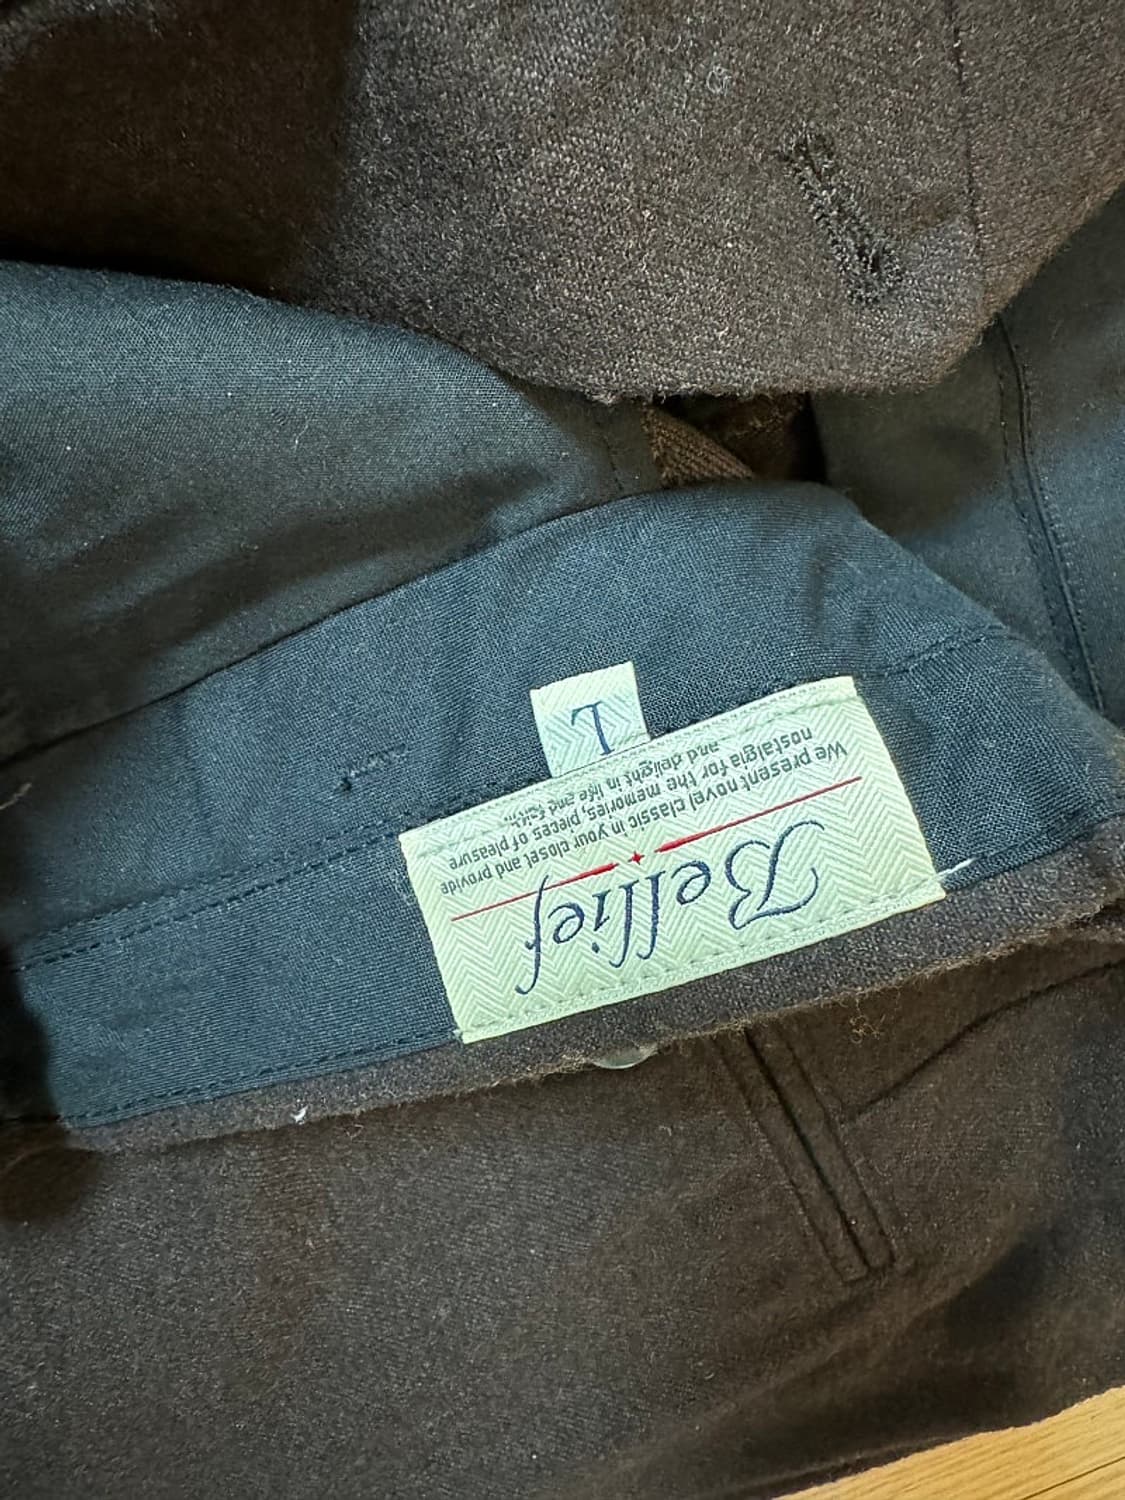 Bellief
We present novel classic in your closet and provide
nostalgia for the memories, pieces of pleasure
and delight in life and
L